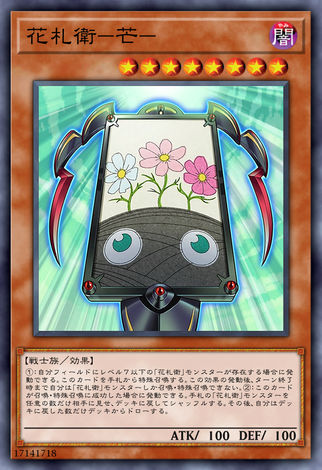 花札衛－芒－
闇
やみ
【戦士族／効果】
①：自分フィールドにレベル7以下の「花札衛」モンスターが存在する場合に発
動できる。このカードを手札から特殊召喚する。この効果の発動後、ターン終了
時まで自分は「花札衛」モンスターしか召喚・特殊召喚できない。②：このカード
が召喚・特殊召喚に成功した場合に発動できる。手札の「花札衛」モンスターを
任意の数だけ相手に見せ、デッキに戻してシャッフルする。その後、自分はデッ
キに戻した数だけデッキからドローする。
ATK/ 100 DEF/ 100
17141718